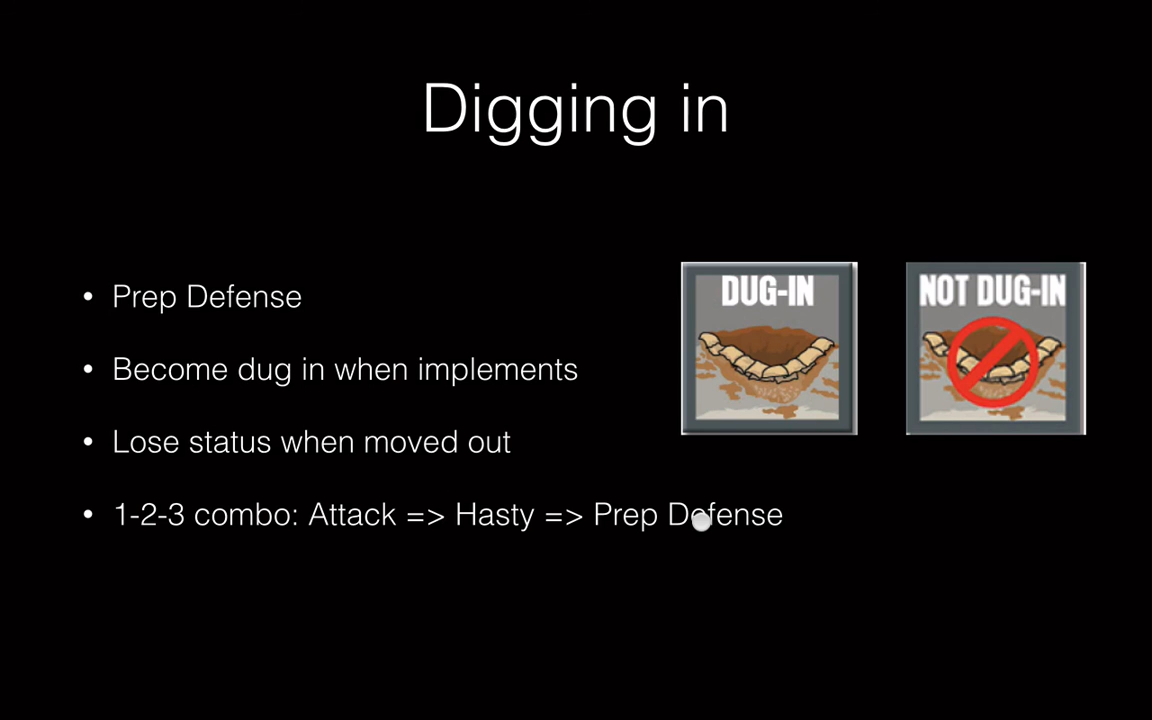 Digging in
• Prep Defense
• Become dug in when implements
• Lose status when moved out
• 1-2-3 combo: Attack => Hasty => Prep Defense
DUG-IN
NOT DUG-IN